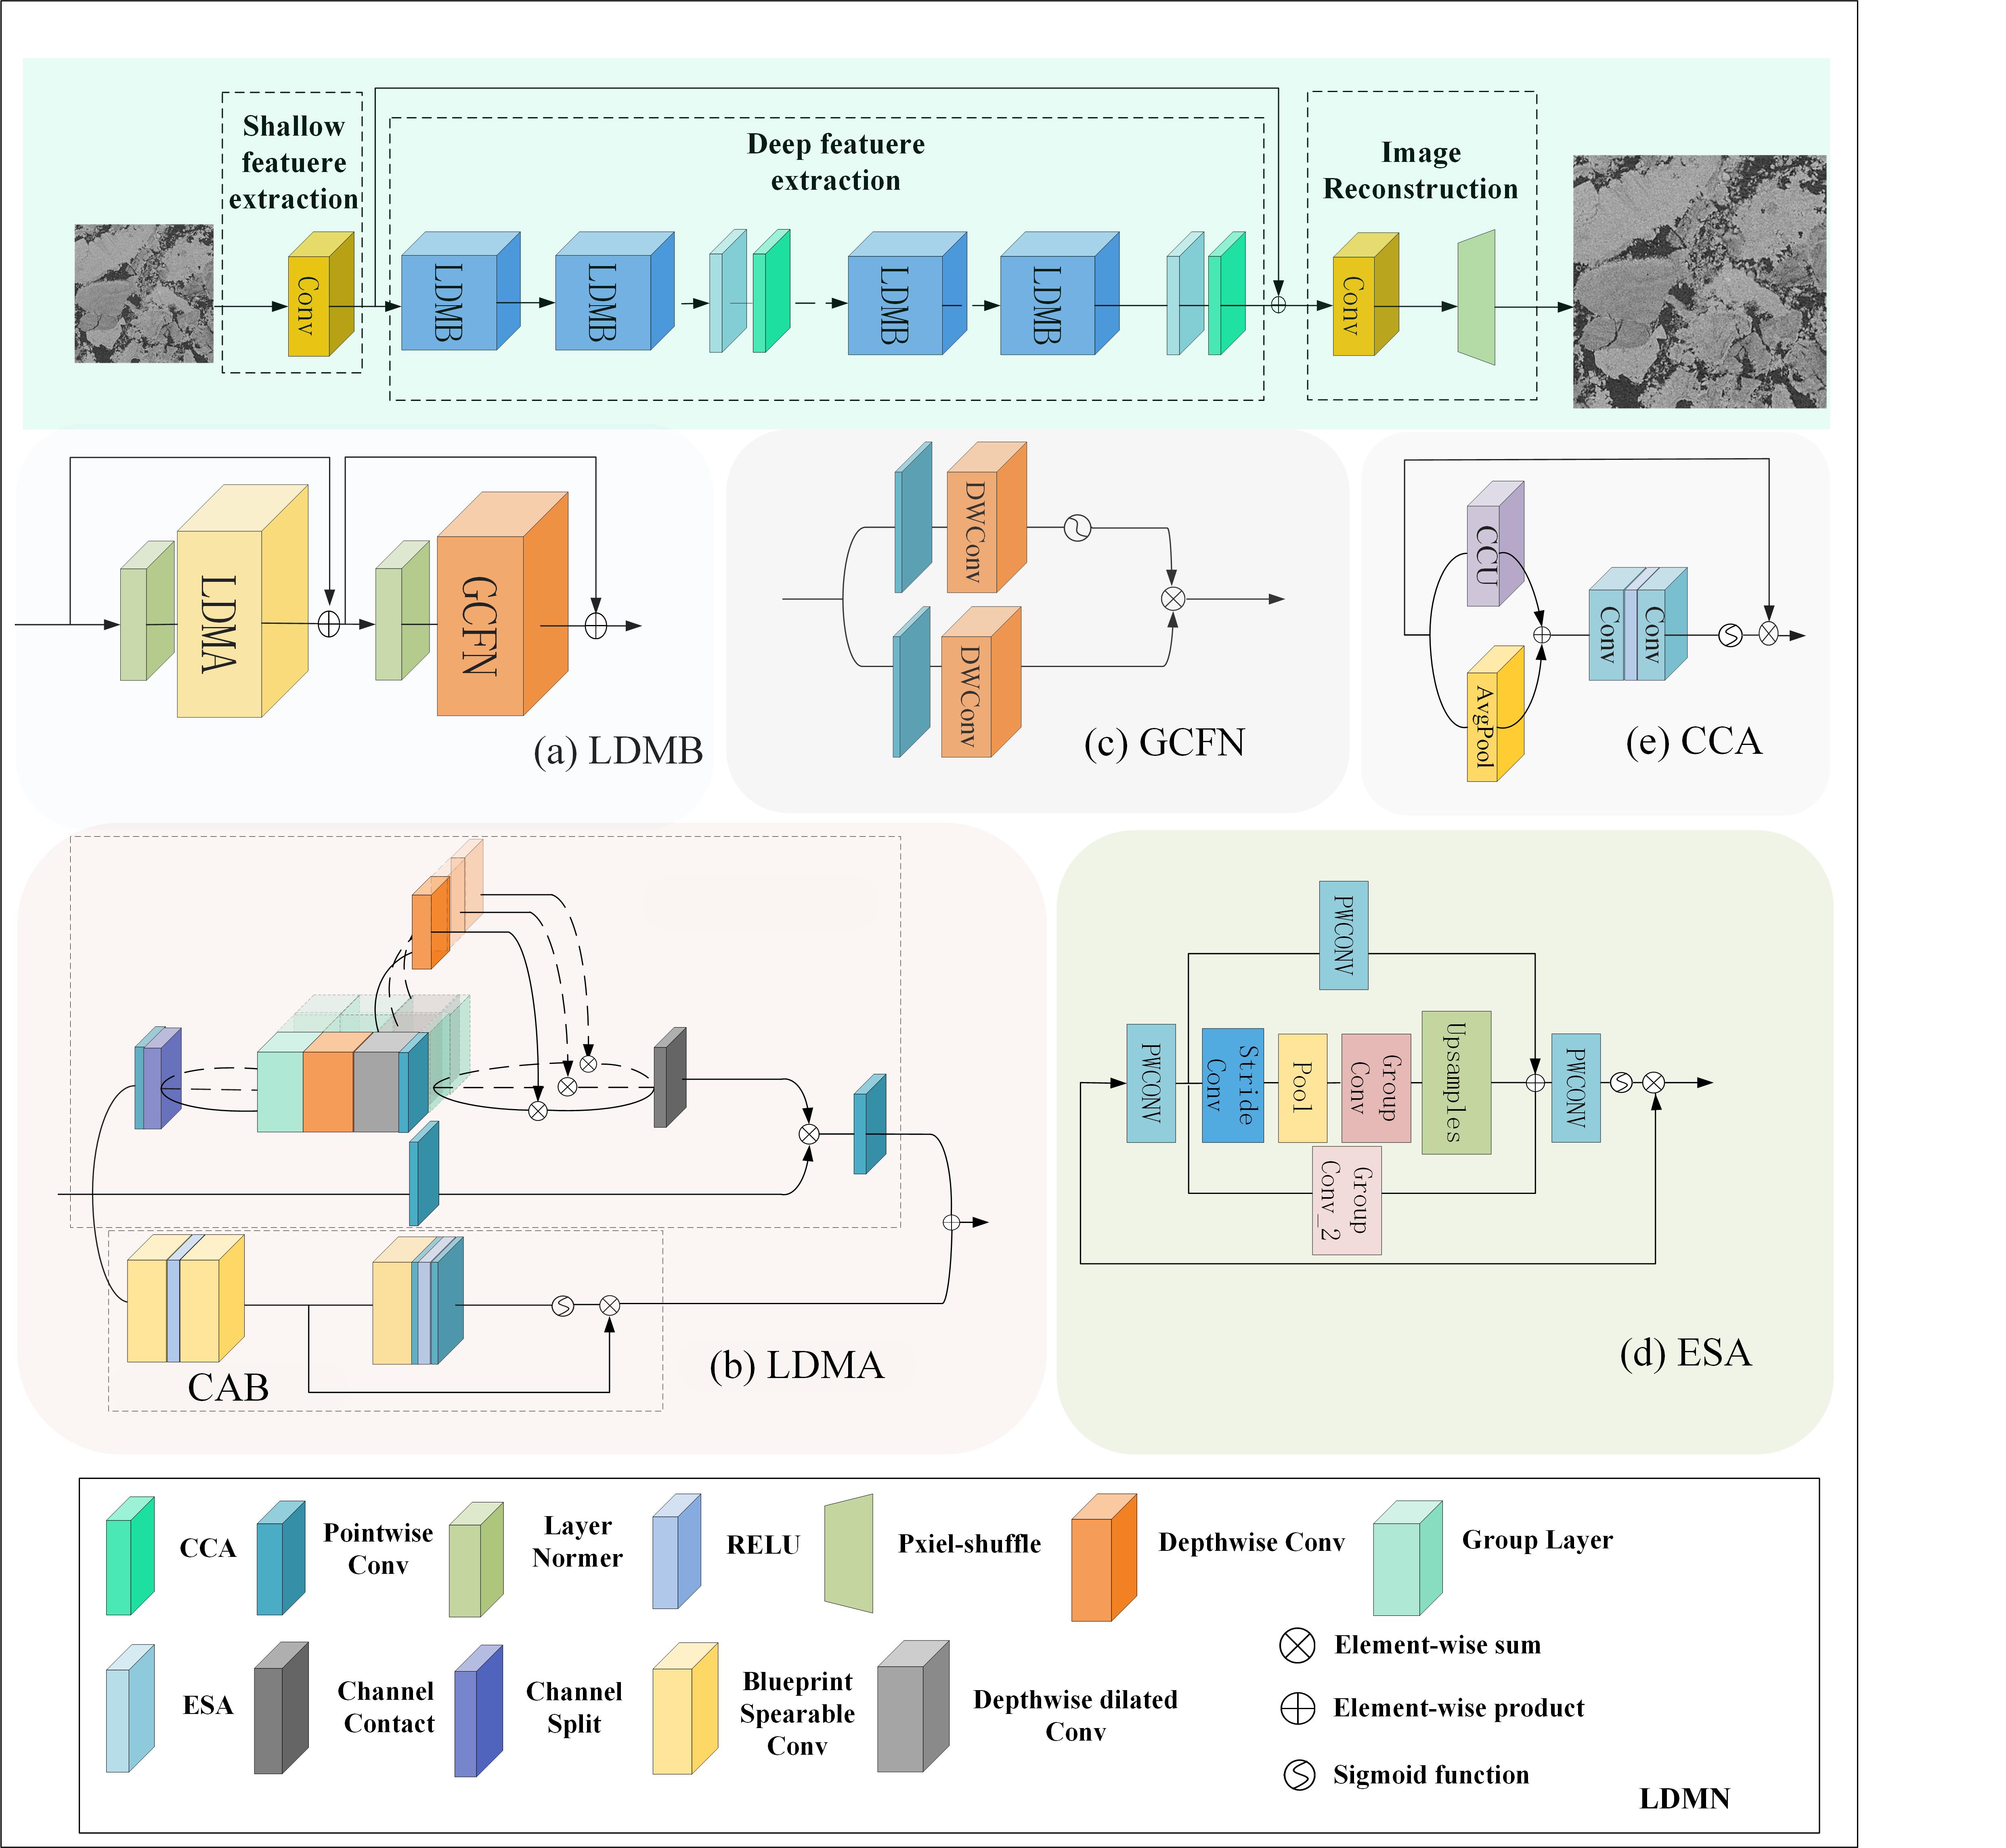 Shallow
featuere
extraction
Deep featuere
extraction
Image
Reconstruction
Conv
LDMB
LDMB
LDMB
LDMB
Conv
LDMA
GCFN
(a) LDMB
DWConv
DWConv
(c) GCFN
CCU
AvgPool
Conv
Conv
(e) CCA
CAB
(b) LDMA
PWCONV
PWCONV
Stride
Conv
Pool
Group
Conv
Upsamples
PWCONV
Group
Conv_2
(d) ESA
CCA
Pointwise
Conv
Layer
Normer
RELU
Pxiel-shuffle
Depthwise Conv
Group Layer
ESA
Channel
Contact
Channel
Split
Blueprint
Spearable
Conv
Depthwise dilated
Conv
Element-wise sum
Element-wise product
Sigmoid function
LDMN